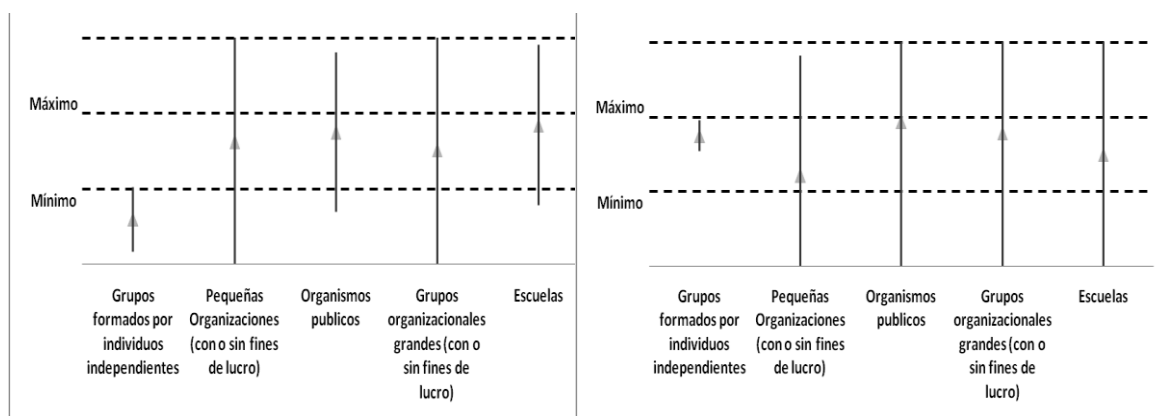 Máximo
Mínimo
Grupos
formados por
individuos
independientes
Pequeñas
Organizaciones
(con o sin fines
de lucro)
Organismos
publicos
Grupos
organizacionales
grandes (con o
sin fines de
lucro)
Escuelas
Máximo
Mínimo
Grupos
formados por
individuos
independientes
Pequeñas
Organizaciones
(con o sin fines
de lucro)
Organismos
publicos
Grupos
organizacionales
grandes (con o
sin fines de
lucro)
Escuelas